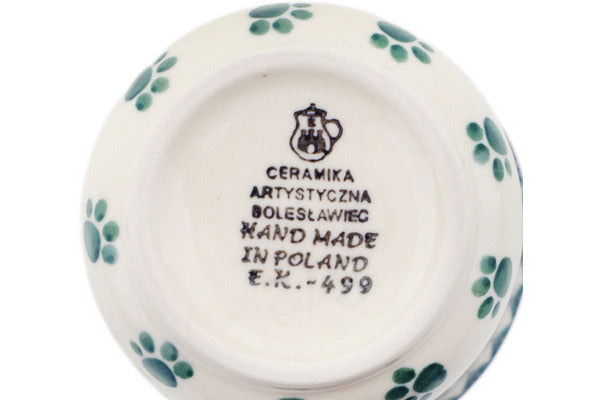 CERAMIKA
ARTYSTYCZNA
BOLESŁAWIEC
HAND MADE
IN POLAND
E.K.-499